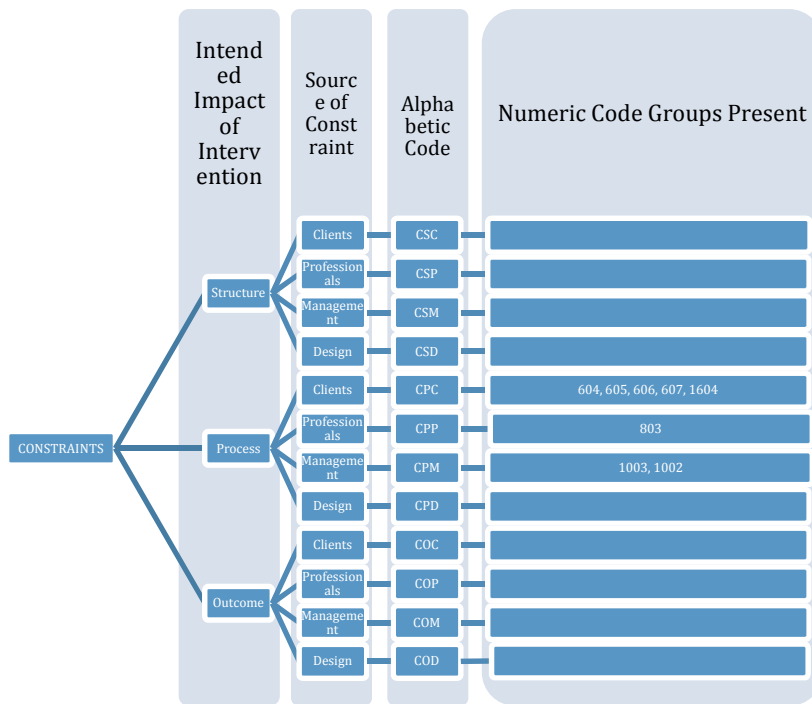 Intend
ed
Impact
of
Interv
ention
Sourc
e of
Const
raint
Alpha
betic
Code
Numeric Code Groups Present
CONSTRAINTS
Structure
Clients
CSC
Profession
als
CSP
Manageme
nt
CSM
Design
CSD
Process
Clients
CPC
604, 605, 606, 607, 1604
Profession
als
CPP
803
Manageme
nt
CPM
1003, 1002
Design
CPD
Outcome
Clients
COC
Profession
als
COP
Manageme
nt
COM
Design
COD